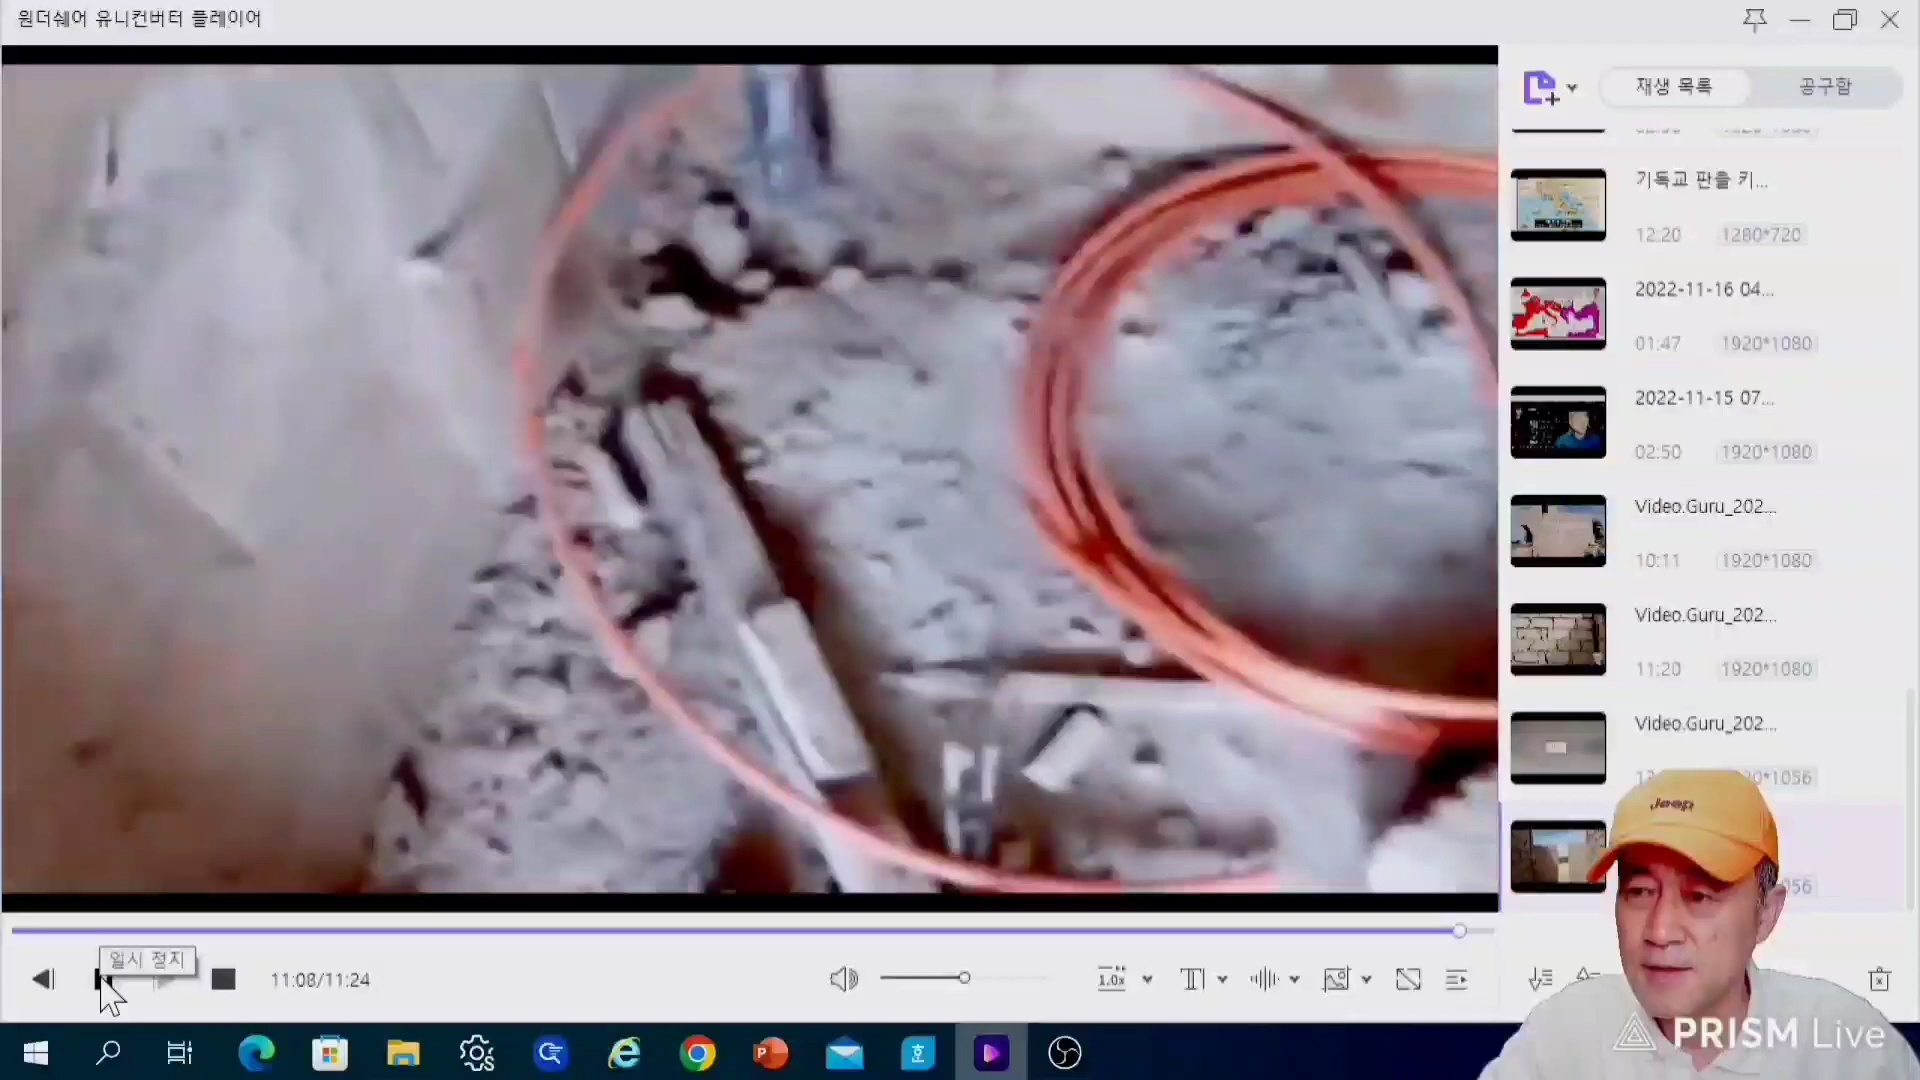 원더쉐어 유니컨버터 플레이어
재생 목록
공구함
기독교 판을 키...
12:20 1280*720
2022-11-16 04...
01:47 1920*1080
2022-11-15 07...
02:50 1920*1080
Video.Guru_202...
10:11 1920*1080
Video.Guru_202...
11:20 1920*1080
Video.Guru_202...
Jeep
일시 정지
11:08/11:24
1.0x
PRISM Live